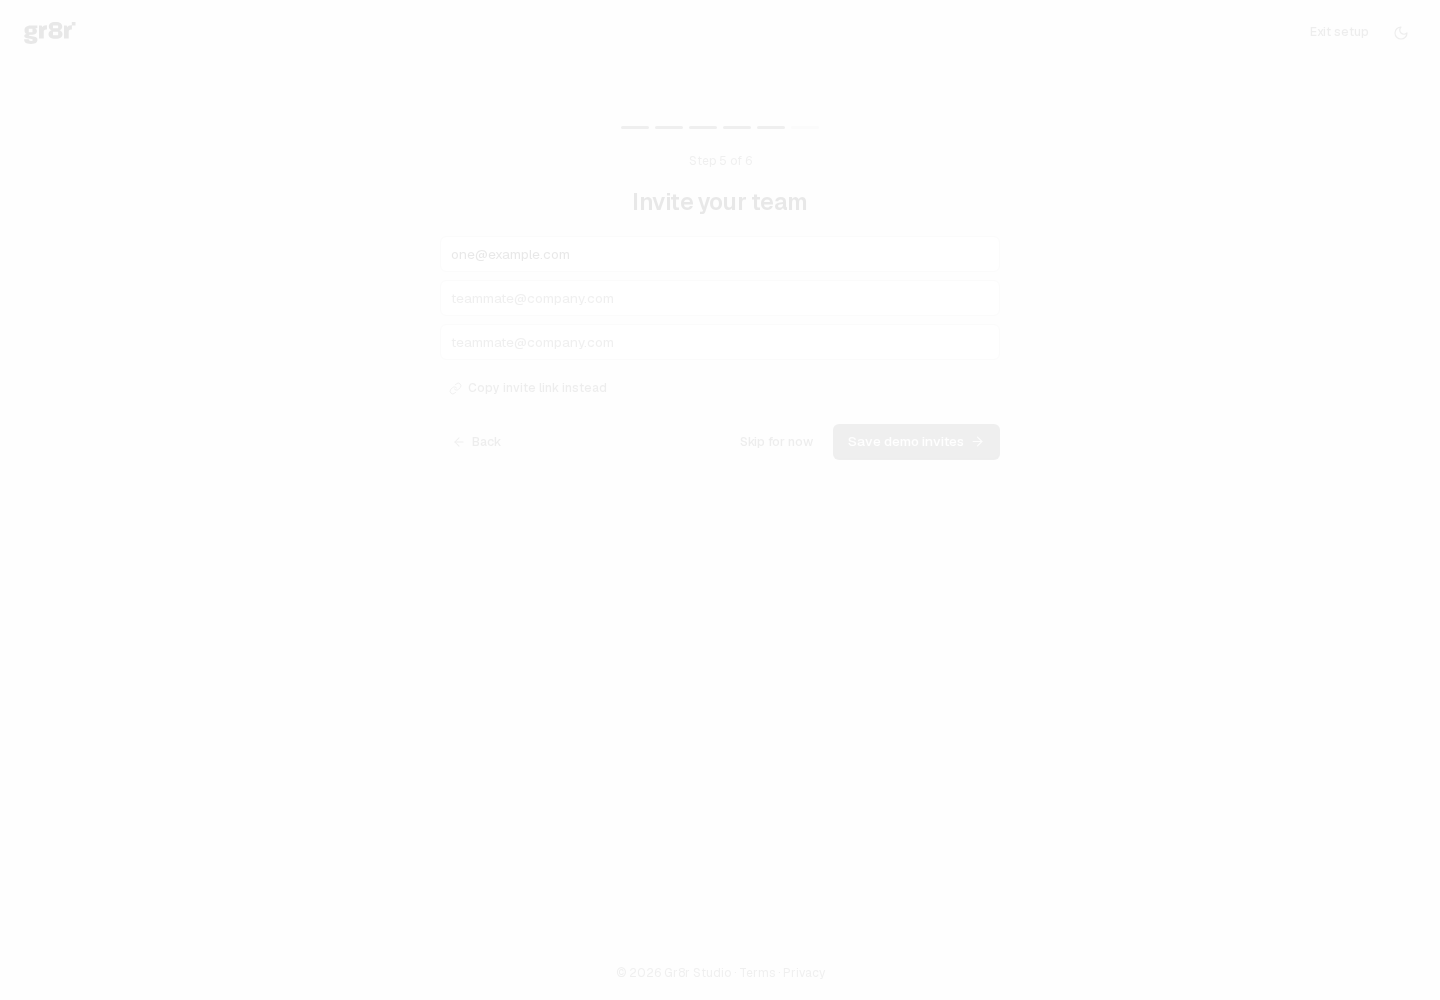 gr8r
Exit setup
Step 5 of 6
Invite your team
one@example.com
teammate@company.com
teammate@company.com
Copy invite link instead
Back
Skip for now
Save demo invites
© 2026 Gr8r Studio · Terms · Privacy